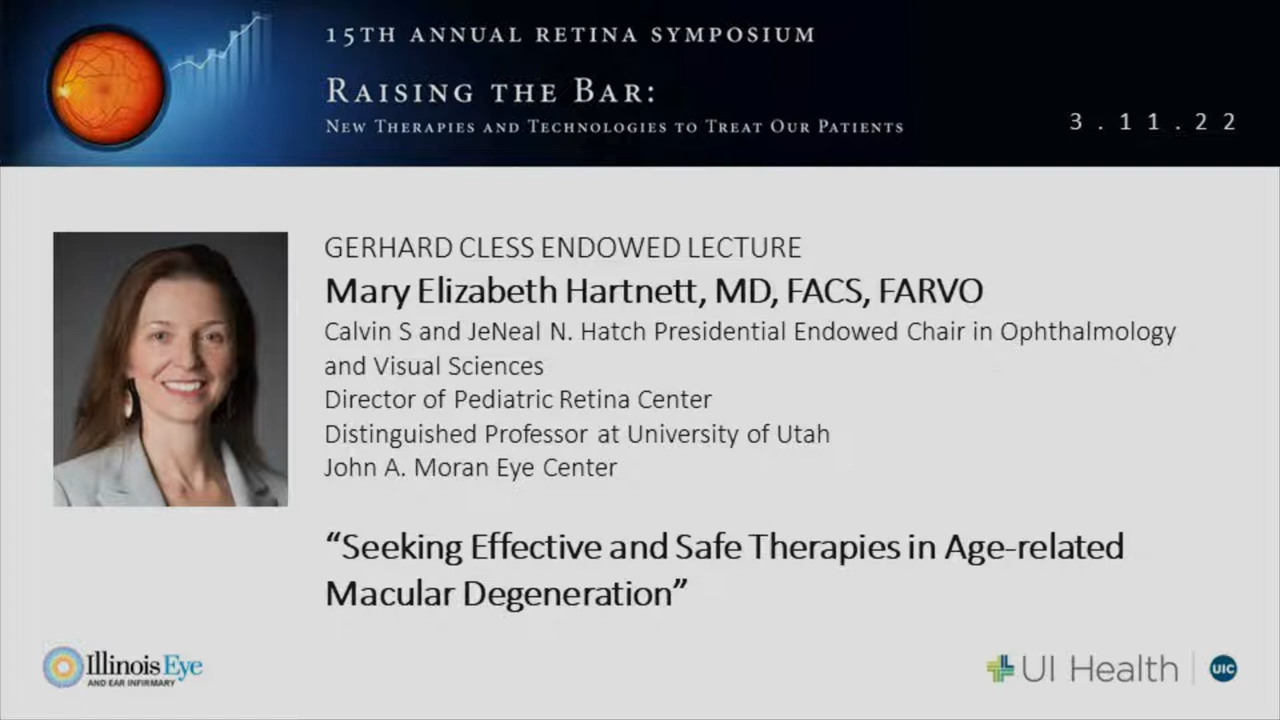 15TH ANNUAL RETINA SYMPOSIUM
RAISING THE BAR:
NEW THERAPIES AND TECHNOLOGIES TO TREAT OUR PATIENTS
3.11.22
GERHARD CLESS ENDOWED LECTURE
Mary Elizabeth Hartnett, MD, FACS, FARVO
Calvin S and JeNeal N. Hatch Presidential Endowed Chair in Ophthalmology
and Visual Sciences
Director of Pediatric Retina Center
Distinguished Professor at University of Utah
John A. Moran Eye Center
“Seeking Effective and Safe Therapies in Age-related
Macular Degeneration”
Illinois Eye
AND EAR INFIRMARY
UI Health
UIC